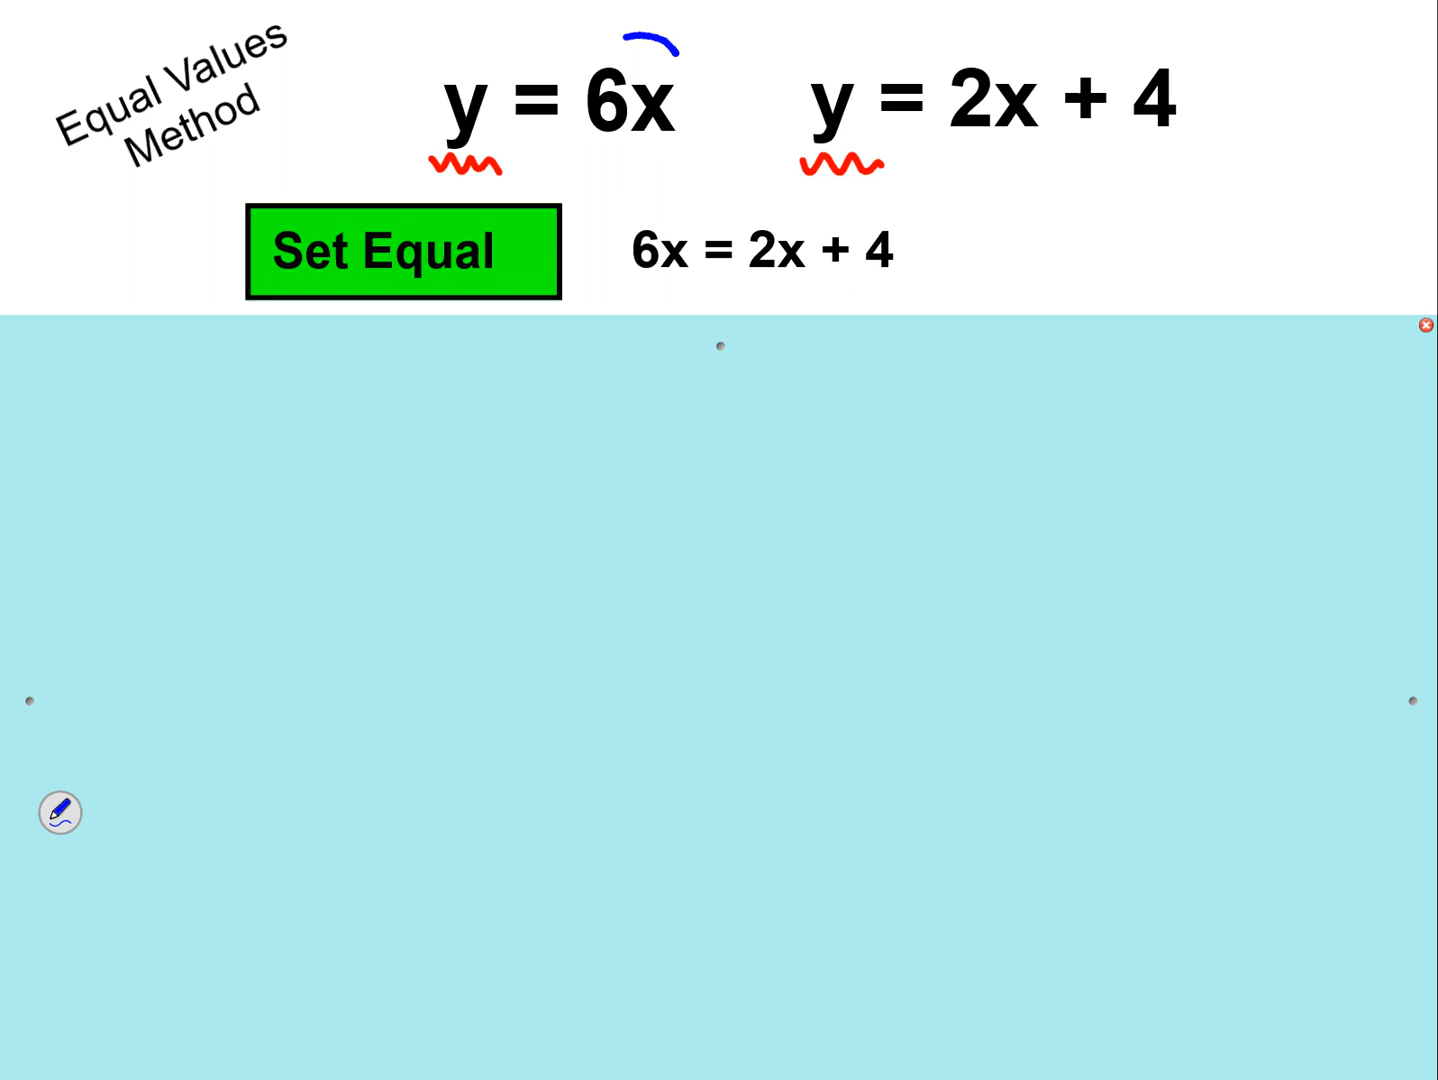 Equal Values
Method
y = 6x
y = 2x + 4
Set Equal
6x = 2x + 4